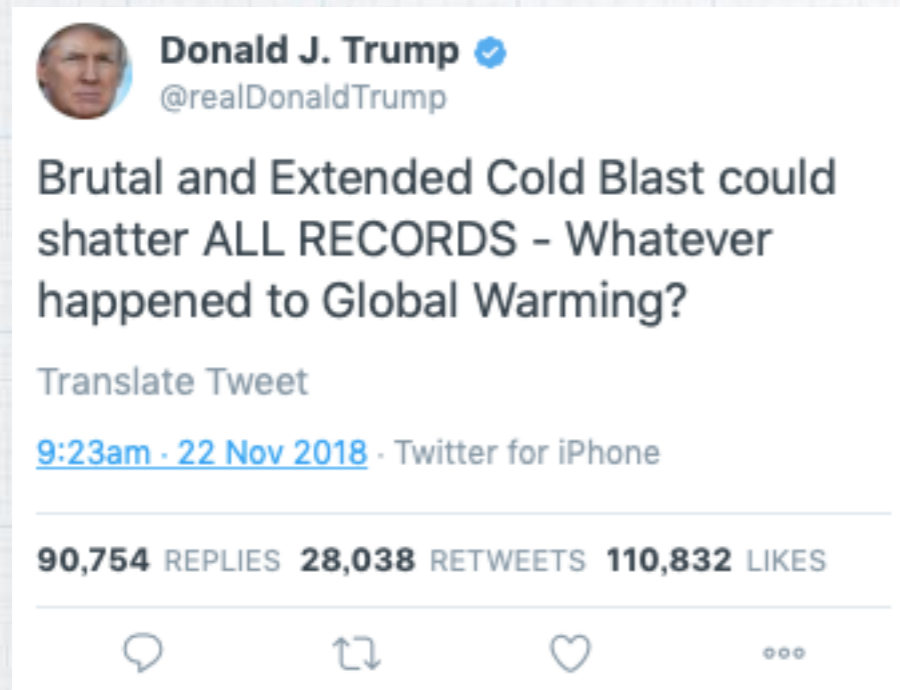 Donald J. Trump
@realDonaldTrump
Brutal and Extended Cold Blast could
shatter ALL RECORDS - Whatever
happened to Global Warming?
Translate Tweet
9:23am · 22 Nov 2018 · Twitter for iPhone
90,754 REPLIES 28,038 RETWEETS 110,832 LIKES